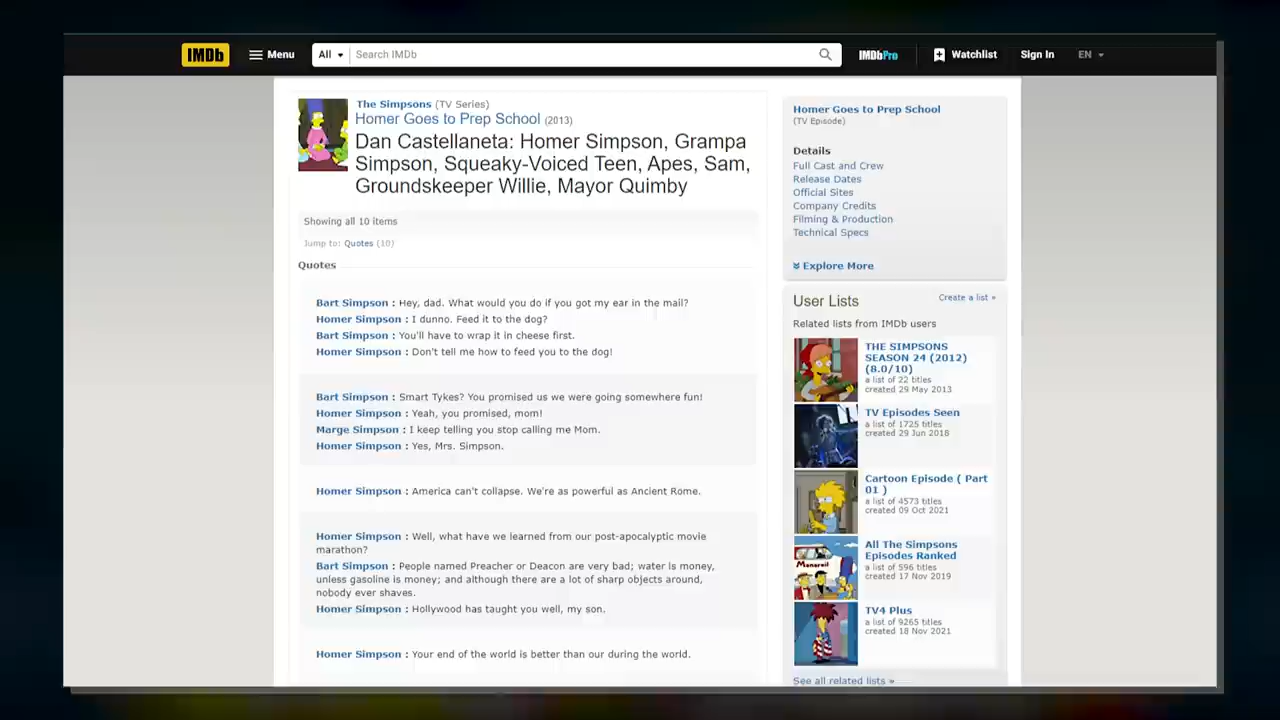 IMDb Menu All Search IMDb IMDbPro Watchlist Sign In EN
The Simpsons (TV Series)
Homer Goes to Prep School (2013)
Dan Castellaneta: Homer Simpson, Grampa
Simpson, Squeaky-Voiced Teen, Apes, Sam,
Groundskeeper Willie, Mayor Quimby
Showing all 10 items
Jump to: Quotes (10)
Quotes
Bart Simpson : Hey, dad. What would you do if you got my ear in the mail?
Homer Simpson : I dunno. Feed it to the dog?
Bart Simpson : You'll have to wrap it in cheese first.
Homer Simpson : Don't tell me how to feed you to the dog!
Bart Simpson : Smart Tykes? You promised us we were going somewhere fun!
Homer Simpson : Yeah, you promised, mom!
Marge Simpson : I keep telling you stop calling me Mom.
Homer Simpson : Yes, Mrs. Simpson.
Homer Simpson : America can't collapse. We're as powerful as Ancient Rome.
Homer Simpson : Well, what have we learned from our post-apocalyptic movie
marathon?
Bart Simpson : People named Preacher or Deacon are very bad; water is money,
unless gasoline is money; and although there are a lot of sharp objects around,
nobody ever shaves.
Homer Simpson : Hollywood has taught you well, my son.
Homer Simpson : Your end of the world is better than our during the world.
Homer Goes to Prep School
(TV Episode)
Details
Full Cast and Crew
Release Dates
Official Sites
Company Credits
Filming & Production
Technical Specs
Explore More
User Lists Create a list »
Related lists from IMDb users
THE SIMPSONS
SEASON 24 (2012)
(8.0/10)
a list of 22 titles
created 29 May 2013
TV Episodes Seen
a list of 1725 titles
created 29 Jun 2018
Cartoon Episode ( Part
01 )
a list of 4573 titles
created 09 Oct 2021
All The Simpsons
Episodes Ranked
a list of 596 titles
created 17 Nov 2019
TV4 Plus
a list of 9265 titles
created 18 Nov 2021
See all related lists »